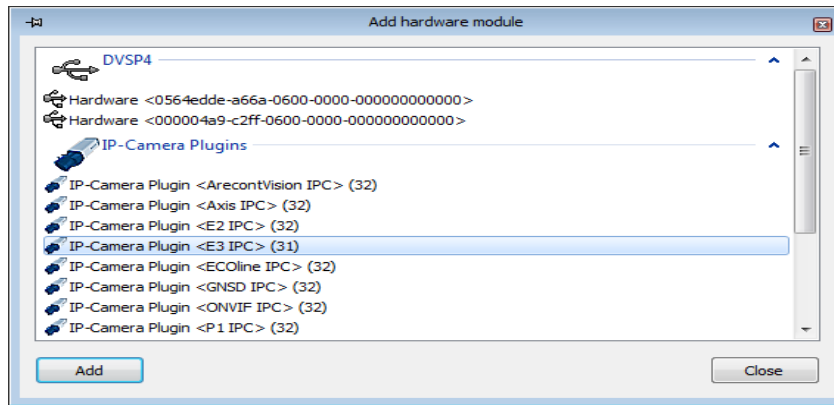 Add hardware module
DVSP4
Hardware <0564edde-a66a-0600-0000-000000000000>
Hardware <000004a9-c2ff-0600-0000-000000000000>
IP-Camera Plugins
IP-Camera Plugin <ArecontVision IPC> (32)
IP-Camera Plugin <Axis IPC> (32)
IP-Camera Plugin <E2 IPC> (32)
IP-Camera Plugin <E3 IPC> (31)
IP-Camera Plugin <ECOline IPC> (32)
IP-Camera Plugin <GNSD IPC> (32)
IP-Camera Plugin <ONVIF IPC> (32)
IP-Camera Plugin <P1 IPC> (32)
Add
Close